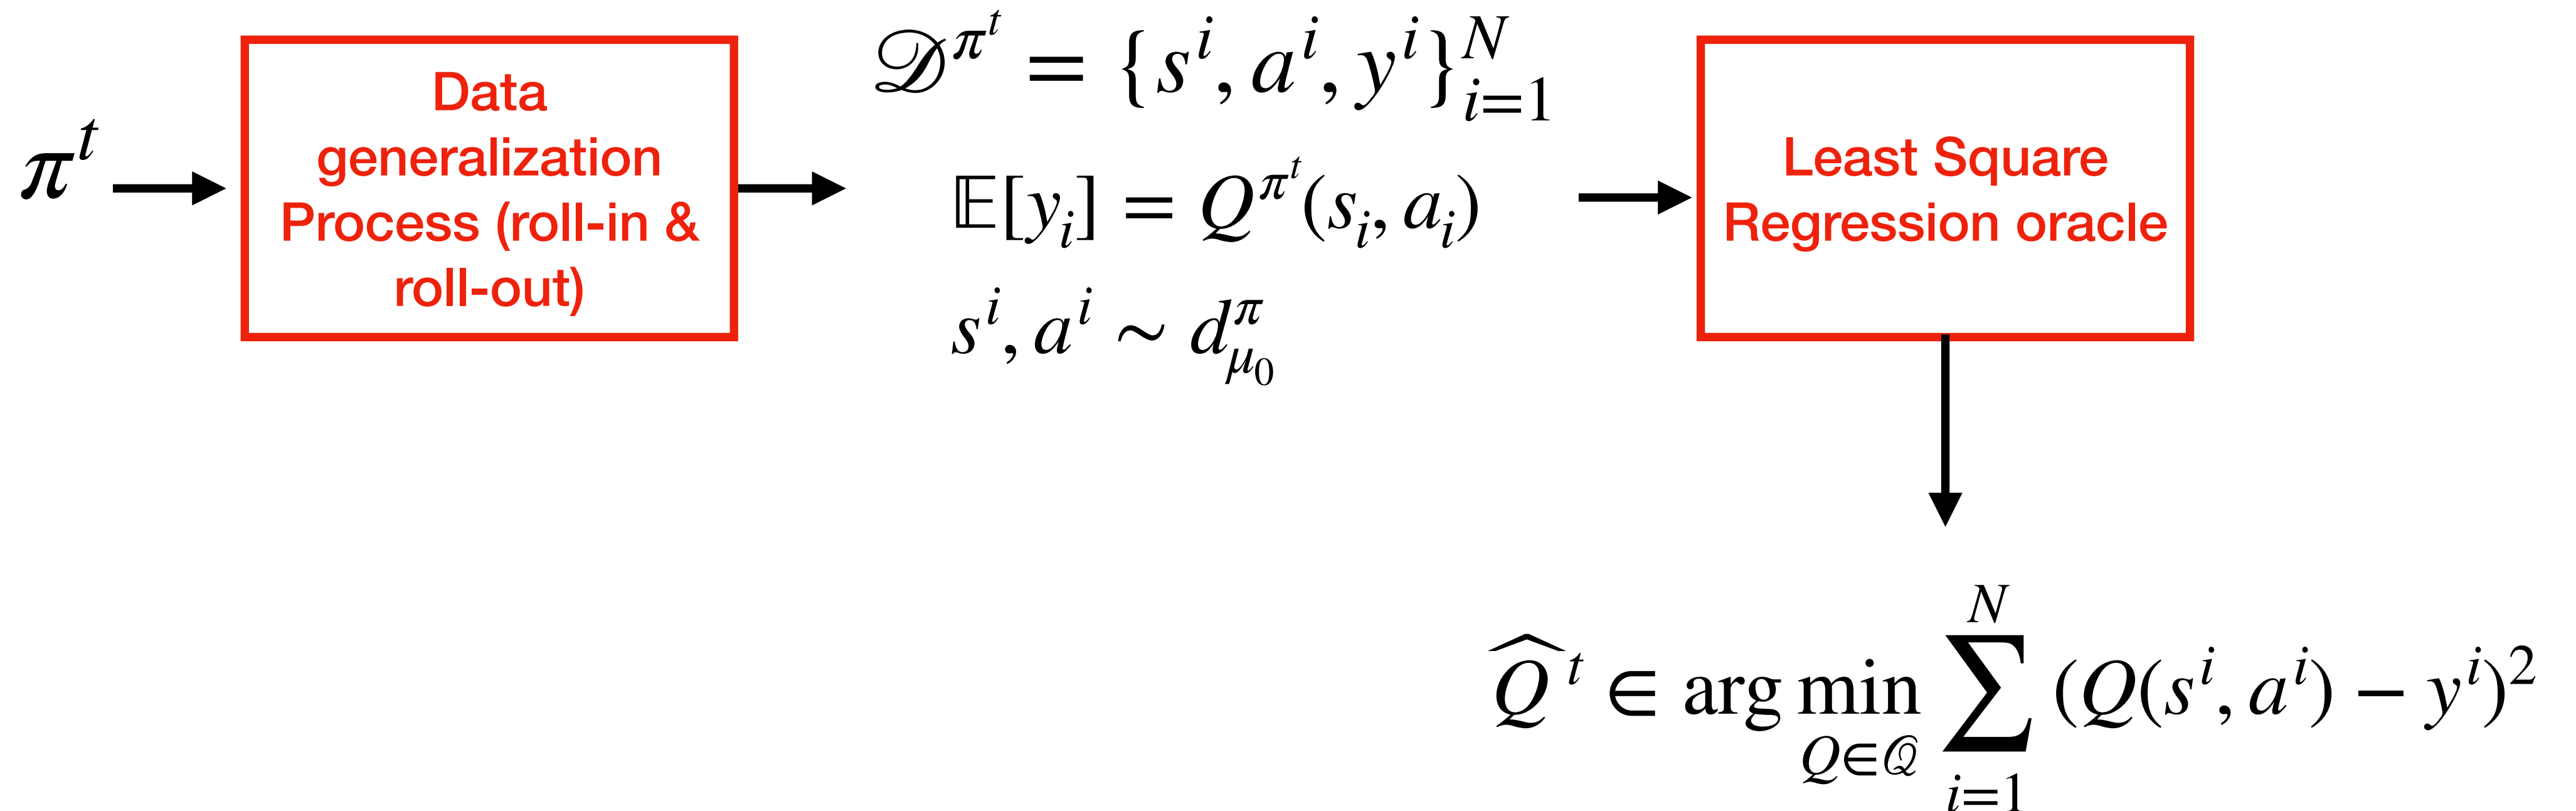 π^t
Data
generalization
Process (roll-in &
roll-out)
𝒟^{π^t} = {s^i, a^i, y^i}_{i=1}^N
𝔼[y_i] = Q^{π^t}(s_i, a_i)
s^i, a^i ∼ d_{μ_0}^π
Least Square
Regression oracle
\widehat{Q}^t ∈ arg min_{Q∈𝒬} ∑_{i=1}^N (Q(s^i, a^i) − y^i)^2